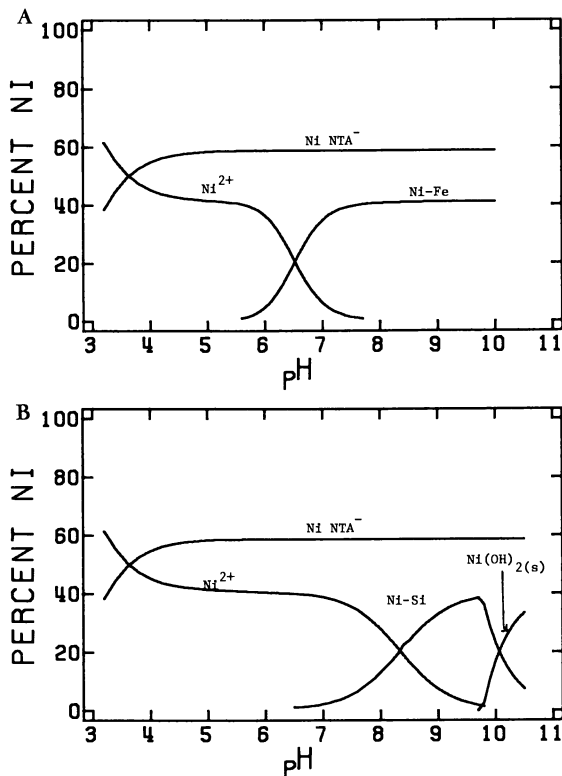 A
PERCENT NI
100
80
60
40
20
0
Ni NTA⁻
Ni²⁺
Ni-Fe
3 4 5 6 7 8 9 10 11
PH
B
PERCENT NI
100
80
60
40
20
0
Ni NTA⁻
Ni(OH)₂(s)
Ni²⁺
Ni-Si
3 4 5 6 7 8 9 10 11
PH